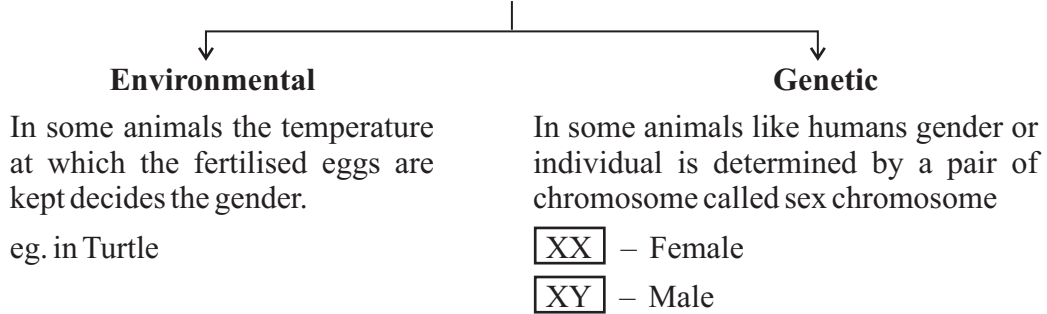 Environmental
In some animals the temperature
at which the fertilised eggs are
kept decides the gender.
eg. in Turtle
Genetic
In some animals like humans gender or
individual is determined by a pair of
chromosome called sex chromosome
XX – Female
XY – Male